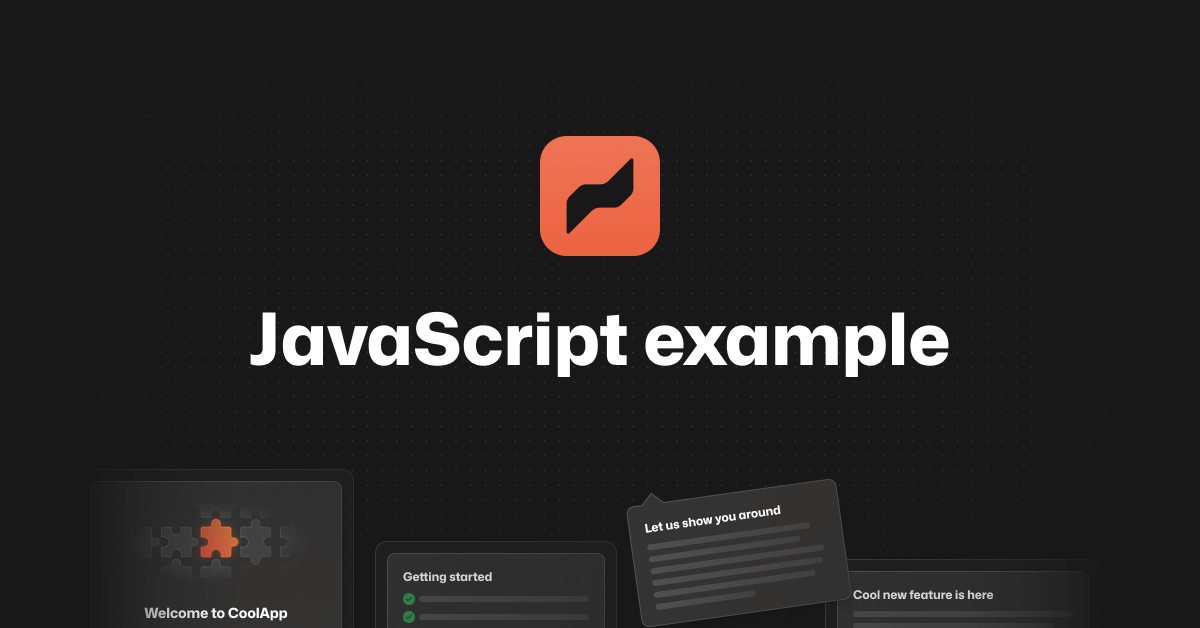 JavaScript example
Let us show you around
Getting started
Cool new feature is here
Welcome to CoolApp